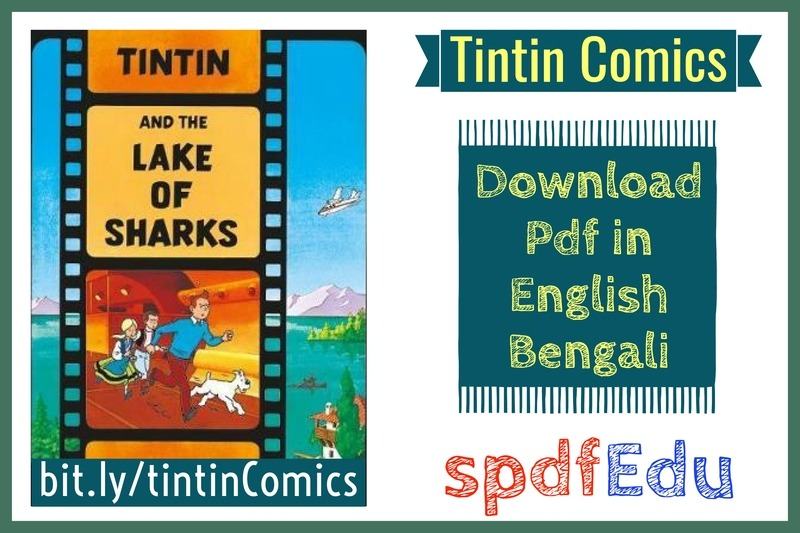 TINTIN
AND THE
LAKE
OF
SHARKS
bit.ly/tintinComics
Tintin Comics
Download
Pdf in
English
Bengali
spdfEdu